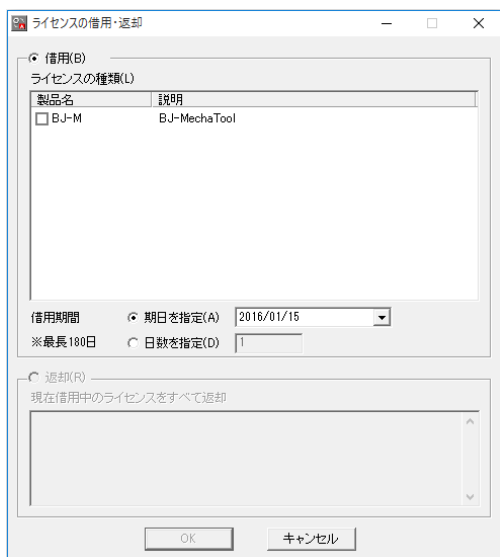 ライセンスの借用・返却
借用(B)
ライセンスの種類(L)
製品名 説明
BJ-M BJ-MechaTool
借用期間 期日を指定(A) 2016/01/15
※最長180日 日数を指定(D) 1
返却(R)
現在借用中のライセンスをすべて返却
OK キャンセル